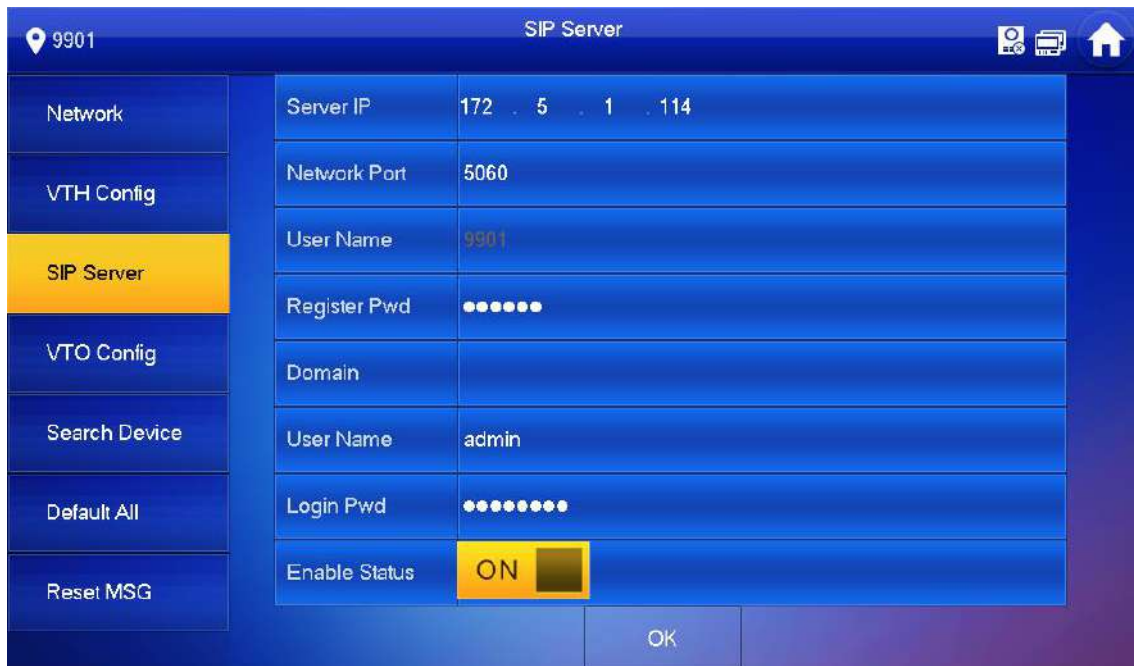 9901
SIP Server
Network
VTH Config
SIP Server
VTO Config
Search Device
Default All
Reset MSG
Server IP 172 . 5 . 1 . 114
Network Port 5060
User Name 9901
Register Pwd ●●●●●●
Domain
User Name admin
Login Pwd ●●●●●●●●
Enable Status ON
OK